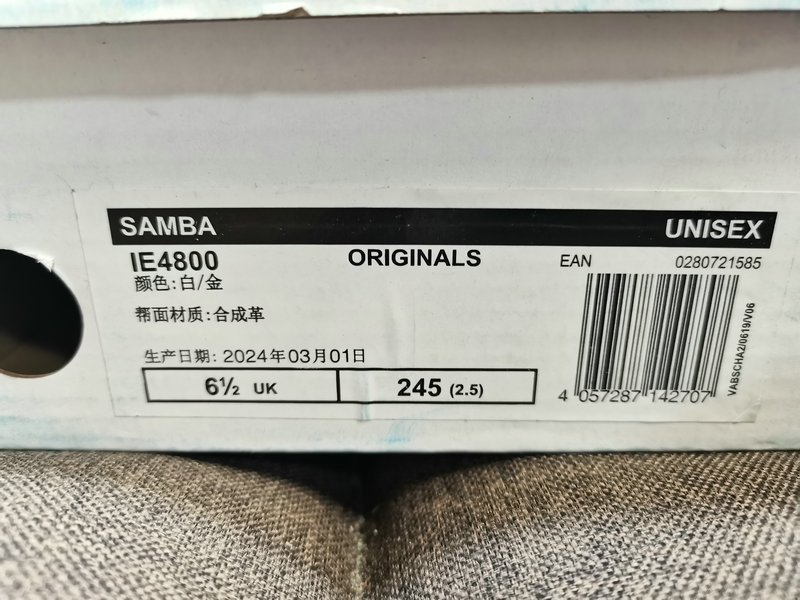 SAMBA UNISEX
IE4800 ORIGINALS EAN 0280721585
颜色:白/金
帮面材质:合成革
生产日期: 2024年03月01日
6½ UK 245 (2.5)
4 057287 142707
VABSCHA2/0619/V06